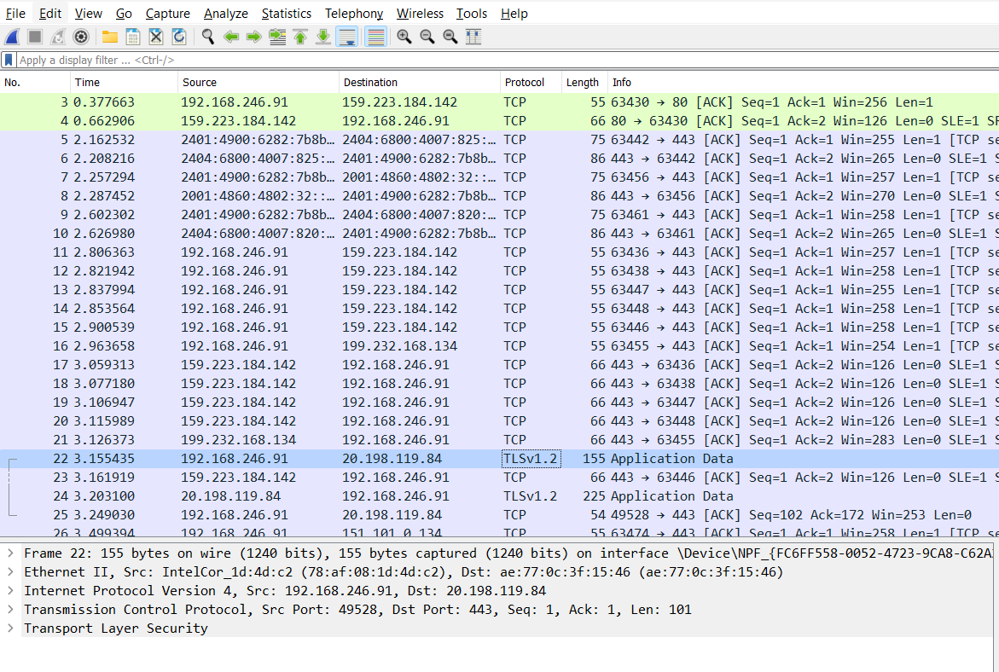 File Edit View Go Capture Analyze Statistics Telephony Wireless Tools Help
Apply a display filter ... <Ctrl-/>
No. Time Source Destination Protocol Length Info
3 0.377663 192.168.246.91 159.223.184.142 TCP 55 63430 → 80 [ACK] Seq=1 Ack=1 Win=256 Len=1
4 0.662906 159.223.184.142 192.168.246.91 TCP 66 80 → 63430 [ACK] Seq=1 Ack=2 Win=126 Len=0 SLE=1
5 2.162532 2401:4900:6282:7b8b… 2404:6800:4007:825:… TCP 75 63442 → 443 [ACK] Seq=1 Ack=1 Win=255 Len=1 [TCP se
6 2.208216 2404:6800:4007:825:… 2401:4900:6282:7b8b… TCP 86 443 → 63442 [ACK] Seq=1 Ack=2 Win=265 Len=0 SLE=1 S
7 2.257294 2401:4900:6282:7b8b… 2001:4860:4802:32::… TCP 75 63456 → 443 [ACK] Seq=1 Ack=1 Win=257 Len=1 [TCP se
8 2.287452 2001:4860:4802:32::… 2401:4900:6282:7b8b… TCP 86 443 → 63456 [ACK] Seq=1 Ack=2 Win=270 Len=0 SLE=1 S
9 2.602302 2401:4900:6282:7b8b… 2404:6800:4007:820:… TCP 75 63461 → 443 [ACK] Seq=1 Ack=1 Win=258 Len=1 [TCP se
10 2.626980 2404:6800:4007:820:… 2401:4900:6282:7b8b… TCP 86 443 → 63461 [ACK] Seq=1 Ack=2 Win=265 Len=0 SLE=1 S
11 2.806363 192.168.246.91 159.223.184.142 TCP 55 63436 → 443 [ACK] Seq=1 Ack=1 Win=257 Len=1 [TCP se
12 2.821942 192.168.246.91 159.223.184.142 TCP 55 63438 → 443 [ACK] Seq=1 Ack=1 Win=258 Len=1 [TCP se
13 2.837994 192.168.246.91 159.223.184.142 TCP 55 63447 → 443 [ACK] Seq=1 Ack=1 Win=255 Len=1 [TCP se
14 2.853564 192.168.246.91 159.223.184.142 TCP 55 63448 → 443 [ACK] Seq=1 Ack=1 Win=258 Len=1 [TCP se
15 2.900539 192.168.246.91 159.223.184.142 TCP 55 63446 → 443 [ACK] Seq=1 Ack=1 Win=258 Len=1 [TCP se
16 2.963658 192.168.246.91 199.232.168.134 TCP 55 63455 → 443 [ACK] Seq=1 Ack=1 Win=254 Len=1 [TCP se
17 3.059313 159.223.184.142 192.168.246.91 TCP 66 443 → 63436 [ACK] Seq=1 Ack=2 Win=126 Len=0 SLE=1 S
18 3.077180 159.223.184.142 192.168.246.91 TCP 66 443 → 63438 [ACK] Seq=1 Ack=2 Win=126 Len=0 SLE=1 S
19 3.106947 159.223.184.142 192.168.246.91 TCP 66 443 → 63447 [ACK] Seq=1 Ack=2 Win=126 Len=0 SLE=1 S
20 3.115989 159.223.184.142 192.168.246.91 TCP 66 443 → 63448 [ACK] Seq=1 Ack=2 Win=126 Len=0 SLE=1 S
21 3.126373 199.232.168.134 192.168.246.91 TCP 66 443 → 63455 [ACK] Seq=1 Ack=2 Win=283 Len=0 SLE=1 S
22 3.155435 192.168.246.91 20.198.119.84 TLSv1.2 155 Application Data
23 3.161919 159.223.184.142 192.168.246.91 TCP 66 443 → 63446 [ACK] Seq=1 Ack=2 Win=126 Len=0 SLE=1 S
24 3.203100 20.198.119.84 192.168.246.91 TLSv1.2 225 Application Data
25 3.249030 192.168.246.91 20.198.119.84 TCP 54 49528 → 443 [ACK] Seq=102 Ack=172 Win=253 Len=0
26 3.499394 192.168.246.91 151.101.0.134 TCP 55 63474 → 443 [ACK] Seq=1 Ack=1 Win=258 Len=1 [TCP se
Frame 22: 155 bytes on wire (1240 bits), 155 bytes captured (1240 bits) on interface \Device\NPF_{FC6FF558-0052-4723-9CA8-C62A
Ethernet II, Src: IntelCor_1d:4d:c2 (78:af:08:1d:4d:c2), Dst: ae:77:0c:3f:15:46 (ae:77:0c:3f:15:46)
Internet Protocol Version 4, Src: 192.168.246.91, Dst: 20.198.119.84
Transmission Control Protocol, Src Port: 49528, Dst Port: 443, Seq: 1, Ack: 1, Len: 101
Transport Layer Security